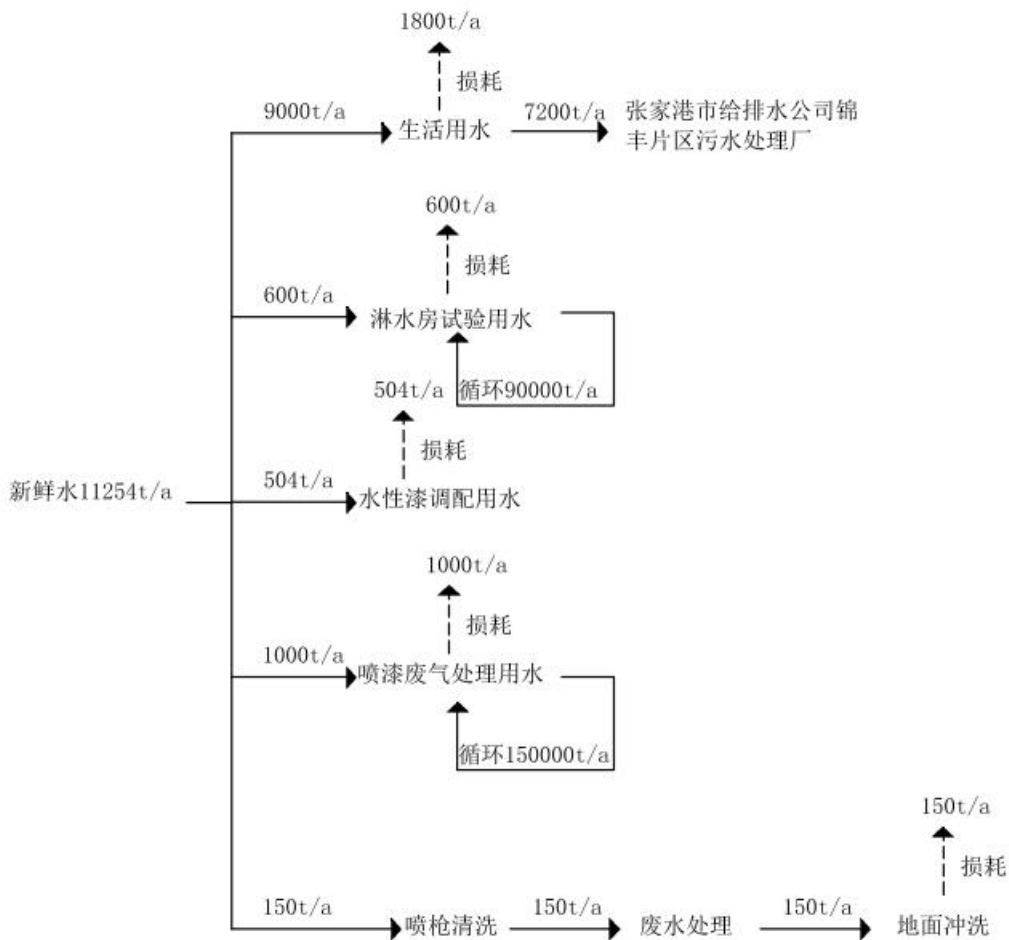 1800t/a
损耗
9000t/a
生活用水
7200t/a
张家港市给排水公司锦
丰片区污水处理厂
600t/a
损耗
600t/a
淋水房试验用水
循环90000t/a
504t/a
损耗
新鲜水11254t/a
504t/a
水性漆调配用水
1000t/a
损耗
1000t/a
喷漆废气处理用水
循环150000t/a
150t/a
损耗
150t/a
喷枪清洗
150t/a
废水处理
150t/a
地面冲洗